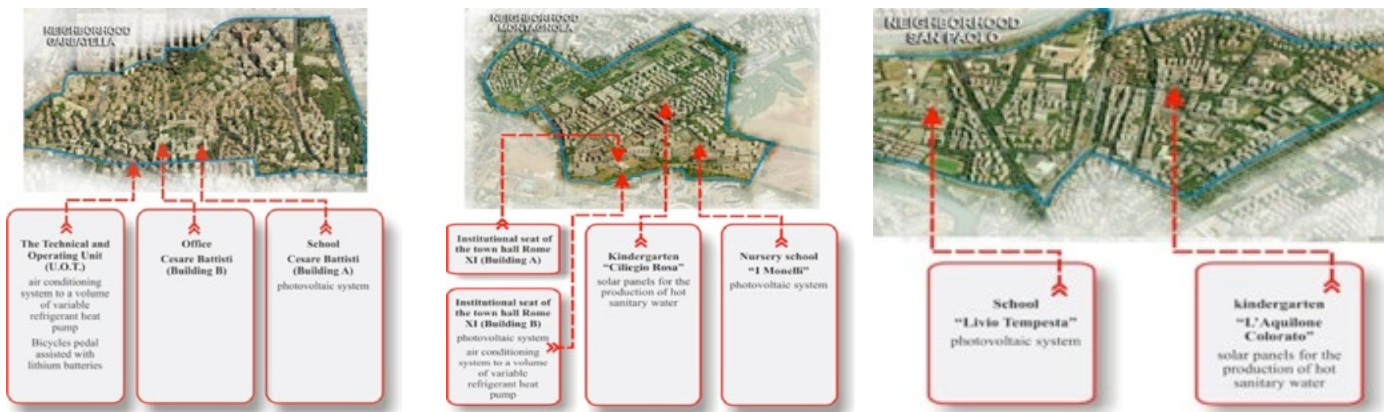 NEIGHBORHOOD
GARBATELLA
The Technical and
Operating Unit
(U.O.T.)
air conditioning
system to a volume
of variable
refrigerant heat
pump
Bicycles pedal
assisted with
lithium batteries
Office
Cesare Battisti
(Building B)
School
Cesare Battisti
(Building A)
photovoltaic system
NEIGHBORHOOD
MONTAGNOLA
Institutional seat of
the town hall Rome
XI (Building A)
Institutional seat of
the town hall Rome
XI (Building B)
photovoltaic system
air conditioning
system to a volume
of variable
refrigerant heat
pump
Kindergarten
“Ciliegio Rosa”
solar panels for the
production of hot
sanitary water
Nursery school
“I Monelli”
photovoltaic system
NEIGHBORHOOD
SAN PAOLO
School
“Livio Tempesta”
photovoltaic system
kindergarten
“L’Aquilone
Colorato”
solar panels for the
production of hot
sanitary water